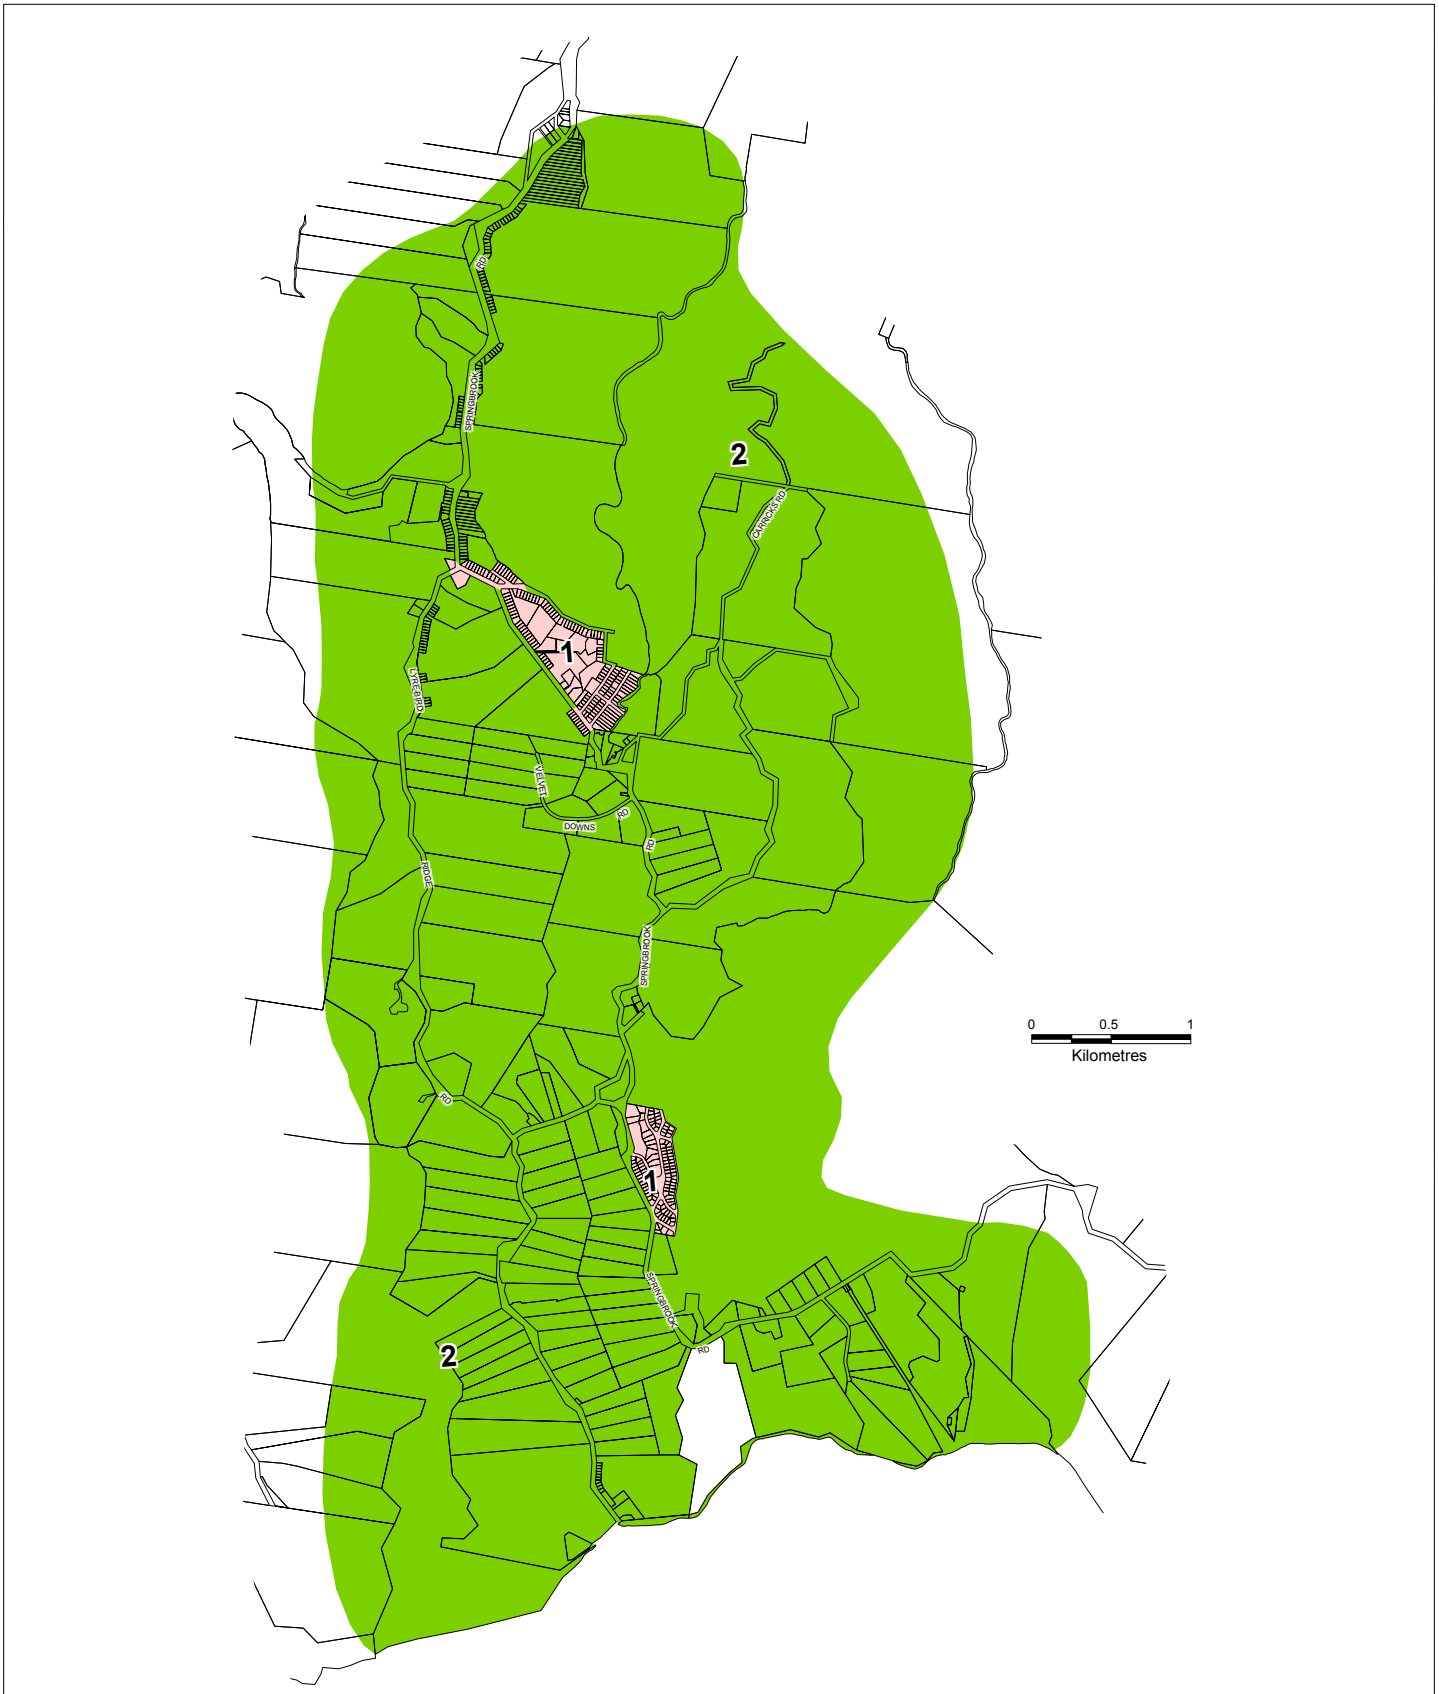 RD
SPRINGBROOK
2
CARRICKS RD
1
LYREBIRD
VELVET
RD
DOWNS
RD
RIDGE
SPRINGBROOK
0 0.5 1
Kilometres
RD
1
SPRINGBROOK
RD
2